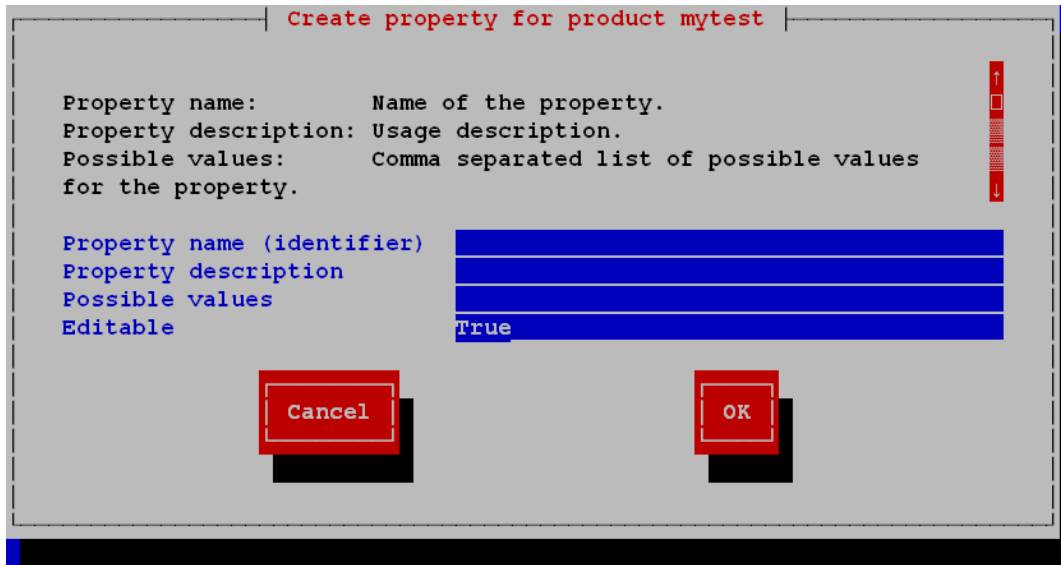 Create property for product mytest
↑
Property name:        Name of the property.
Property description: Usage description.
Possible values:      Comma separated list of possible values
for the property.
↓
Property name (identifier)
Property description
Possible values
Editable True
Cancel OK